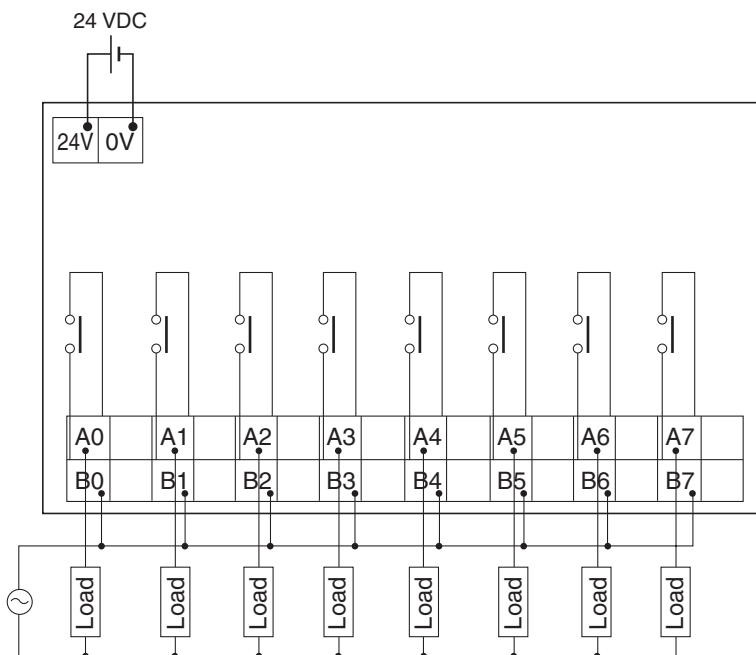 24 VDC
24V 0V
A0 A1 A2 A3 A4 A5 A6 A7
B0 B1 B2 B3 B4 B5 B6 B7
Load Load Load Load Load Load Load Load